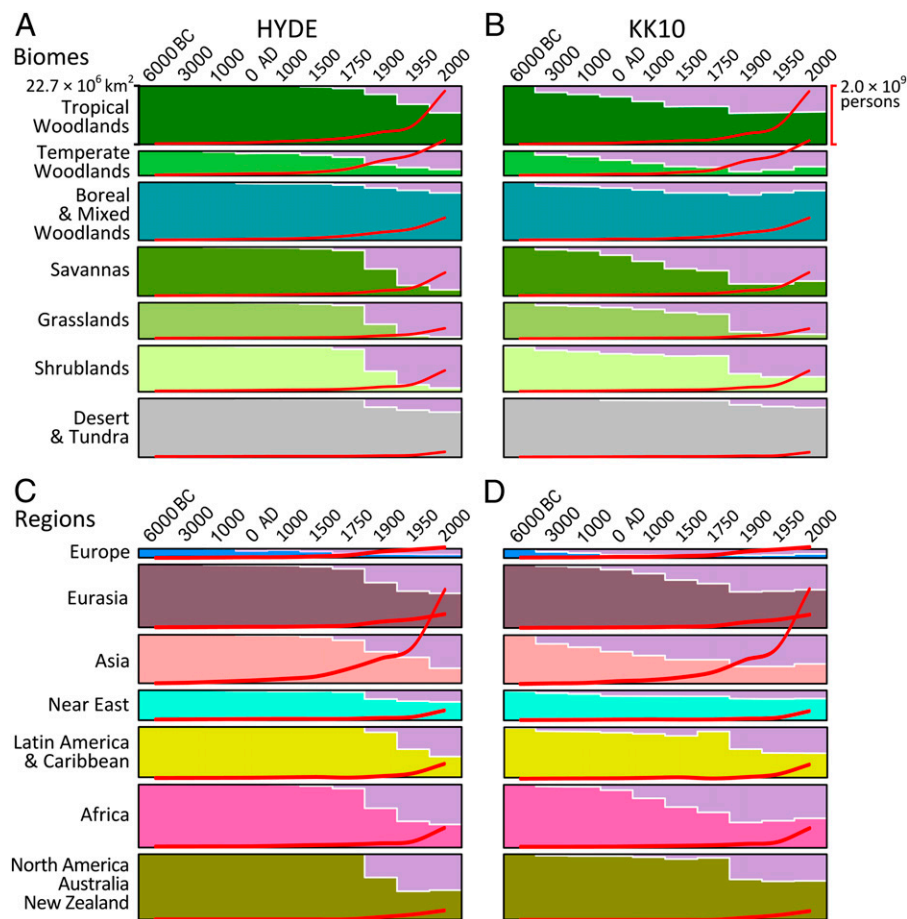 A HYDE B KK10
Biomes 6000 BC 3000 1000 0 AD 1000 1500 1750 1900 1950 2000 6000 BC 3000 1000 0 AD 1000 1500 1750 1900 1950 2000
22.7 × 10⁶ km² 2.0 × 10⁹
Tropical persons
Woodlands
Temperate
Woodlands
Boreal
& Mixed
Woodlands
Savannas
Grasslands
Shrublands
Desert
& Tundra
C D
Regions 6000 BC 3000 1000 0 AD 1000 1500 1750 1900 1950 2000 6000 BC 3000 1000 0 AD 1000 1500 1750 1900 1950 2000
Europe
Eurasia
Asia
Near East
Latin America
& Caribbean
Africa
North America
Australia
New Zealand